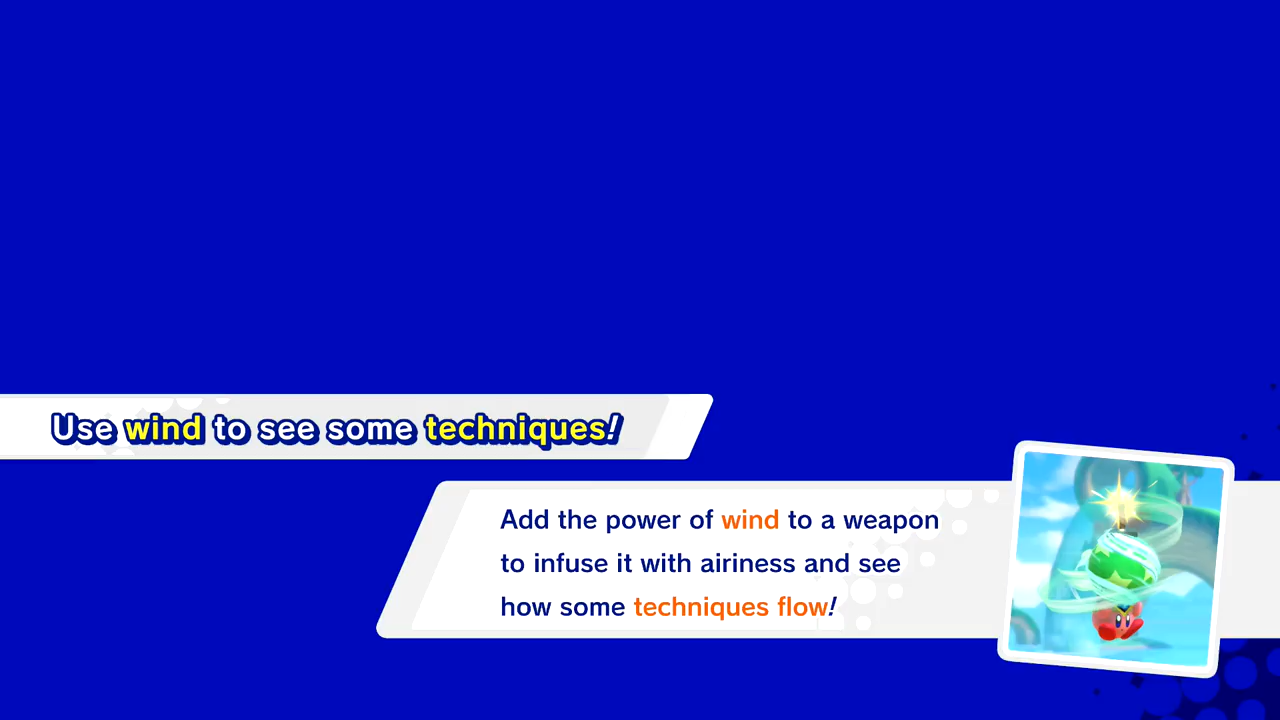 Use wind to see some techniques!
Add the power of wind to a weapon
to infuse it with airiness and see
how some techniques flow!